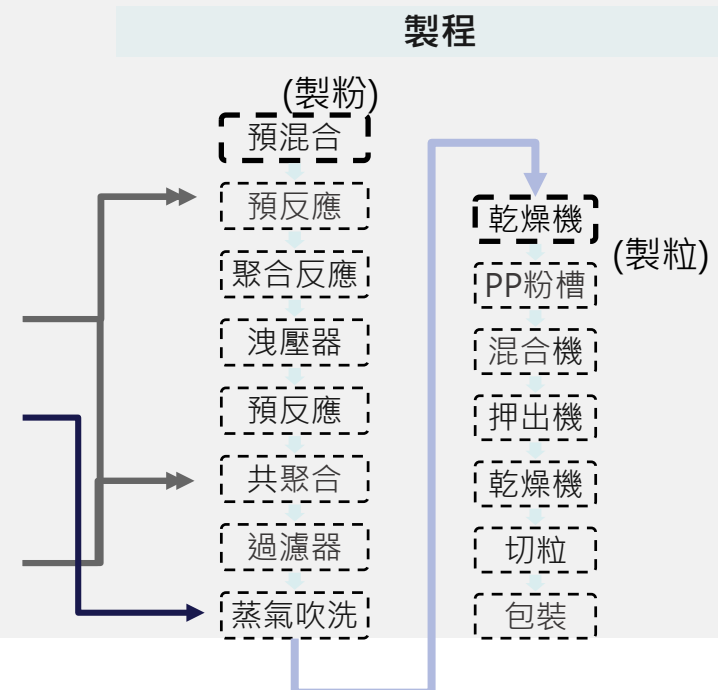 製程
(製粉)
預混合
預反應
聚合反應
洩壓器
預反應
共聚合
過濾器
蒸氣吹洗
乾燥機
(製粒)
PP粉槽
混合機
押出機
乾燥機
切粒
包裝